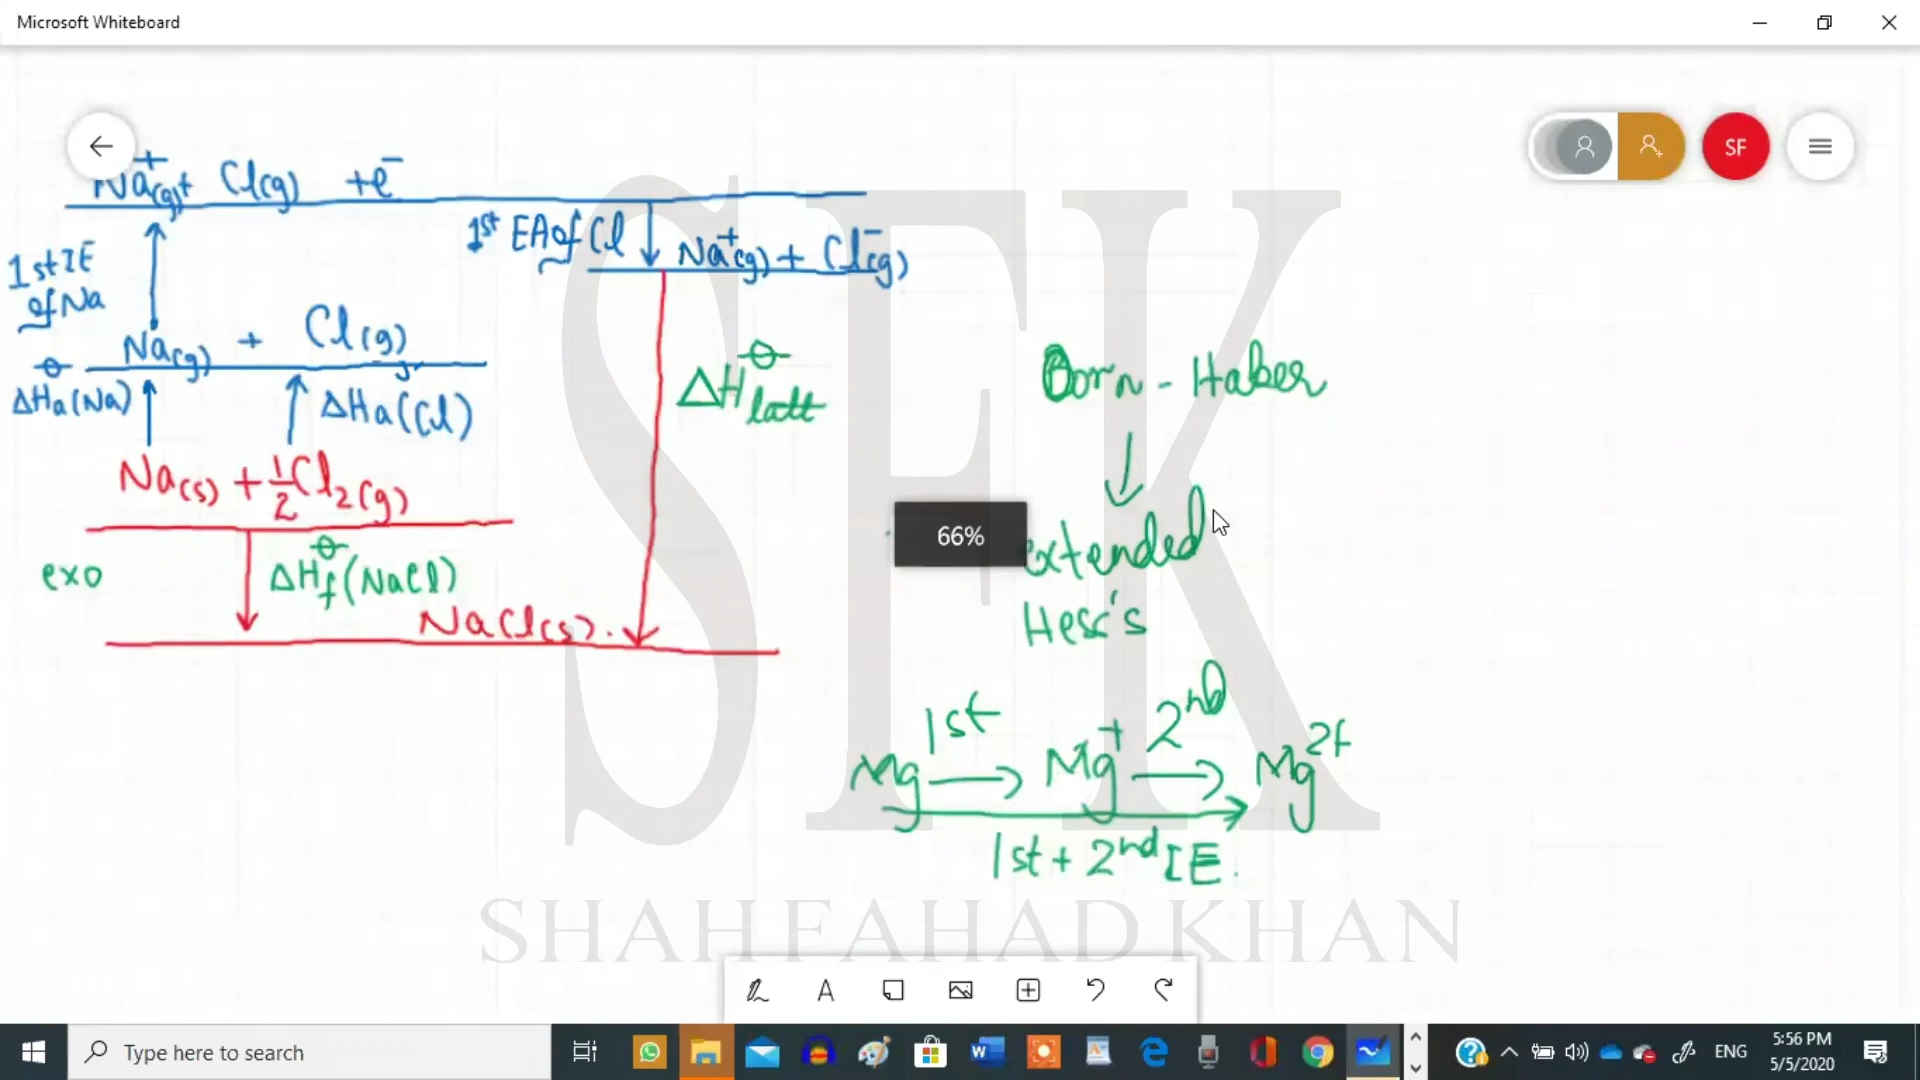 Microsoft Whiteboard
SF
Na⁺(g) + Cl(g) + e⁻
1st EA of Cl
Na⁺(g) + Cl⁻(g)
1st IE
of Na
Na(g) + Cl(g)
ΔH⦵a(Na)
ΔHa(Cl)
ΔH⦵latt
Na(s) + ½Cl₂(g)
exo
ΔH⦵f(NaCl)
NaCl(s).
Born - Haber
↓
66%
extended
Hess's
1st 2nd
Mg → Mg⁺ → Mg²⁺
1st + 2nd IE.
SFK
SHAHFAHAD KHAN
Type here to search
ENG
5:56 PM
5/5/2020